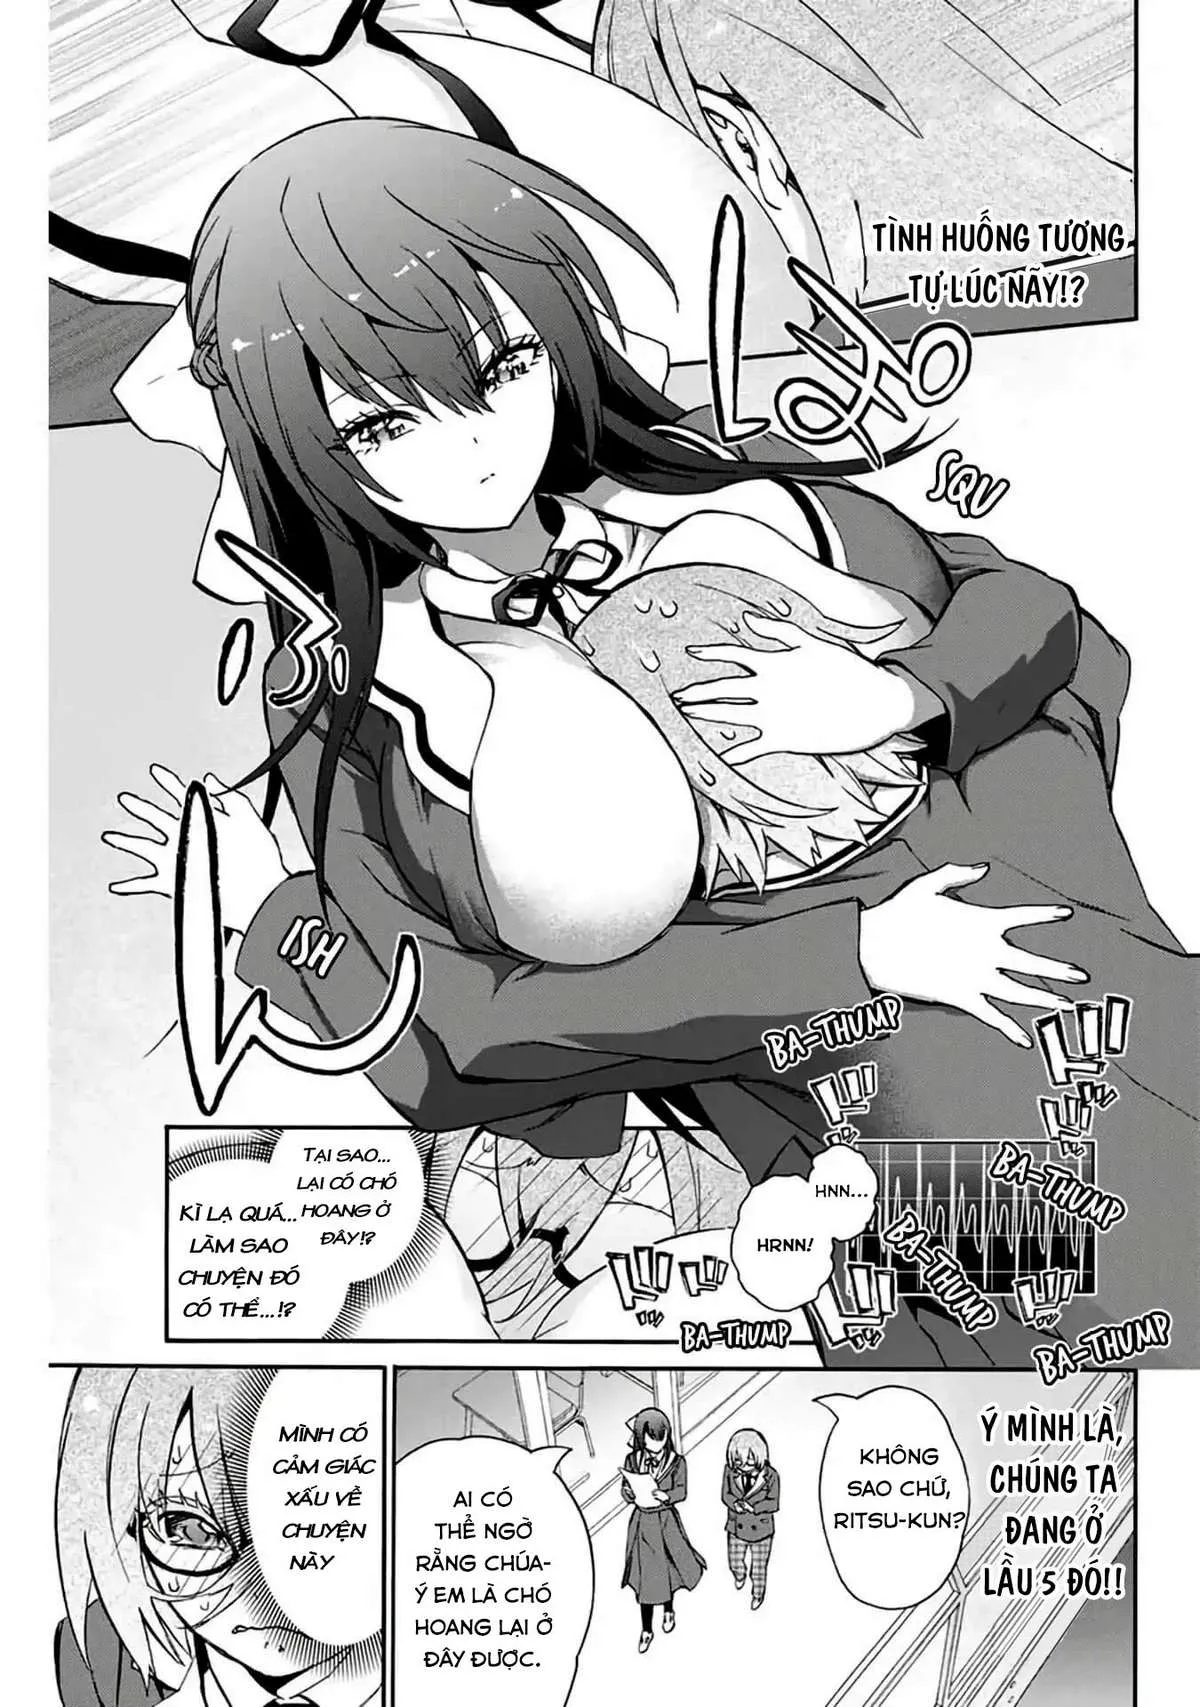 TÌNH HUỐNG TƯƠNG
TỰ LÚC NÃY!?
SQU
ISH
BA-THUMP
BA-THUMP
BA-THUMP
BA-THUMP
BA-THUMP
HNN...
HRNN!
TẠI SAO...
LẠI CÓ CHÓ
HOANG Ở
ĐÂY!?
KÌ LẠ QUÁ...
LÀM SAO
CHUYỆN ĐÓ
CÓ THỂ...!?
Ý MÌNH LÀ,
CHÚNG TA
ĐANG Ở
LẦU 5 ĐÓ!!
KHÔNG
SAO CHỨ,
RITSU-KUN?
AI CÓ
THỂ NGỜ
RẰNG CHÚA-
Ý EM LÀ CHÓ
HOANG LẠI Ở
ĐÂY ĐƯỢC.
MÌNH CÓ
CẢM GIÁC
XẤU VỀ
CHUYỆN
NÀY